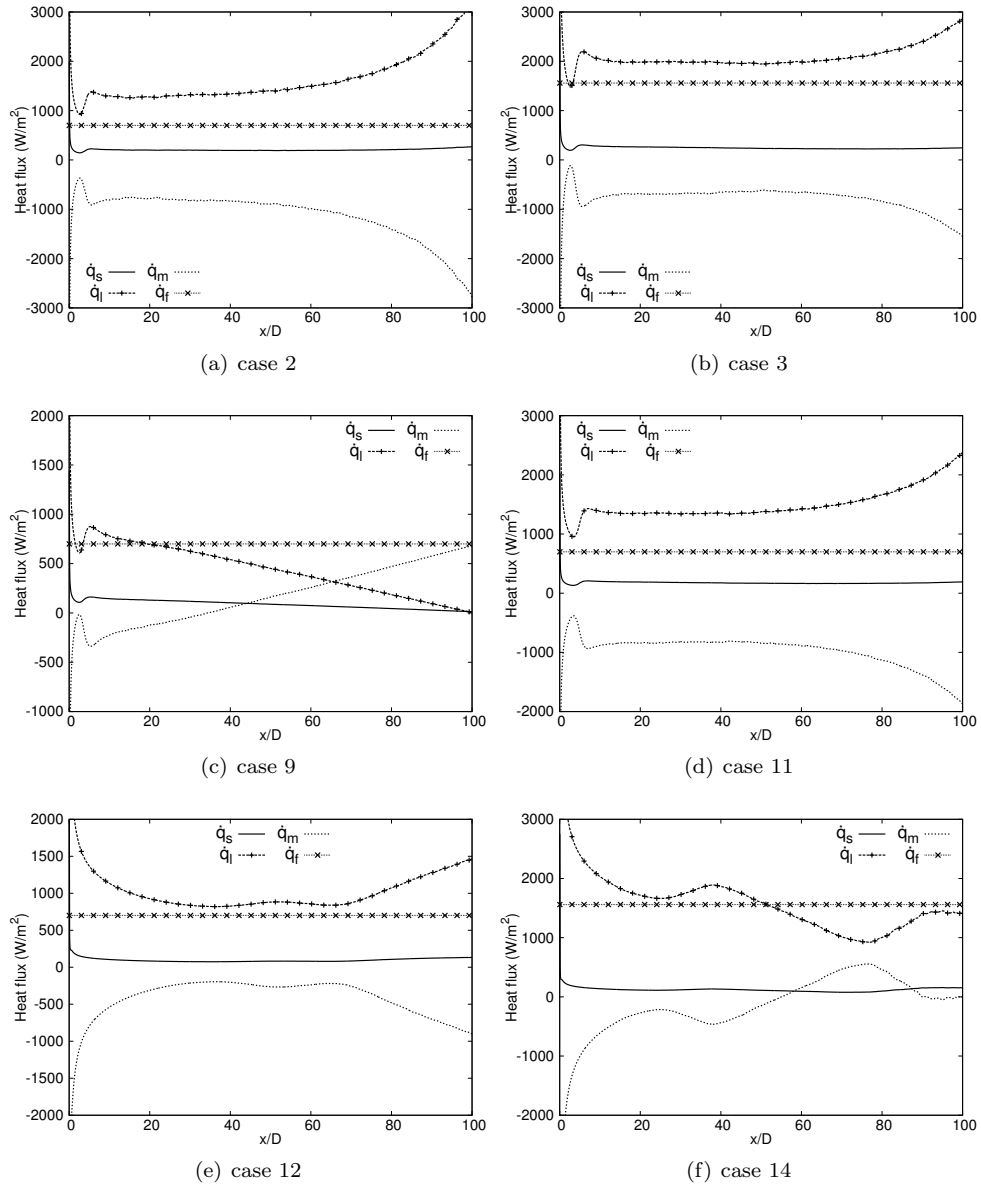 3000
2000
1000
0
-1000
-2000
-3000
Heat flux (W/m²)
q̇s q̇m
q̇l q̇f
0 20 40 60 80 100
x/D
(a) case 2
3000
2000
1000
0
-1000
-2000
-3000
Heat flux (W/m²)
q̇s q̇m
q̇l q̇f
0 20 40 60 80 100
x/D
(b) case 3
2000
1500
1000
500
0
-500
-1000
Heat flux (W/m²)
q̇s q̇m
q̇l q̇f
0 20 40 60 80 100
x/D
(c) case 9
3000
2000
1000
0
-1000
-2000
Heat flux (W/m²)
q̇s q̇m
q̇l q̇f
0 20 40 60 80 100
x/D
(d) case 11
2000
1500
1000
500
0
-500
-1000
-1500
-2000
Heat flux (W/m²)
q̇s q̇m
q̇l q̇f
0 20 40 60 80 100
x/D
(e) case 12
3000
2000
1000
0
-1000
-2000
Heat flux (W/m²)
q̇s q̇m
q̇l q̇f
0 20 40 60 80 100
x/D
(f) case 14